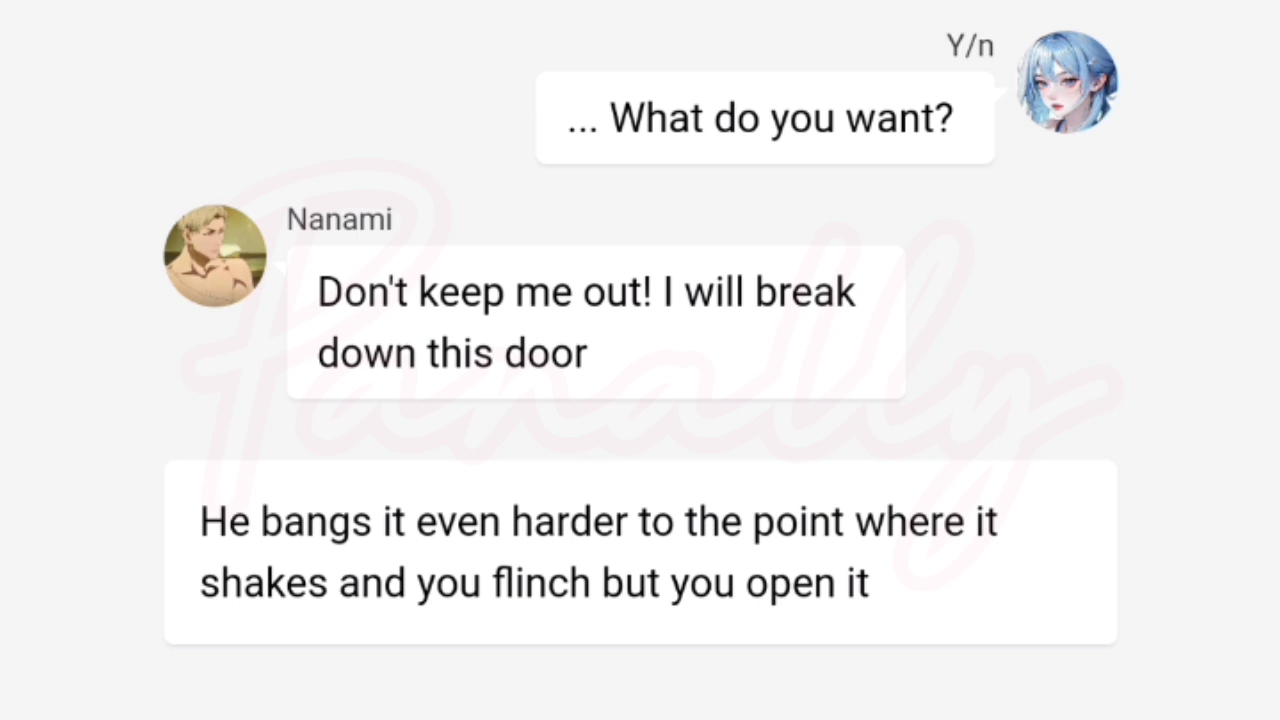 Y/n
... What do you want?
Nanami
Don't keep me out! I will break
down this door
He bangs it even harder to the point where it
shakes and you flinch but you open it
Panally